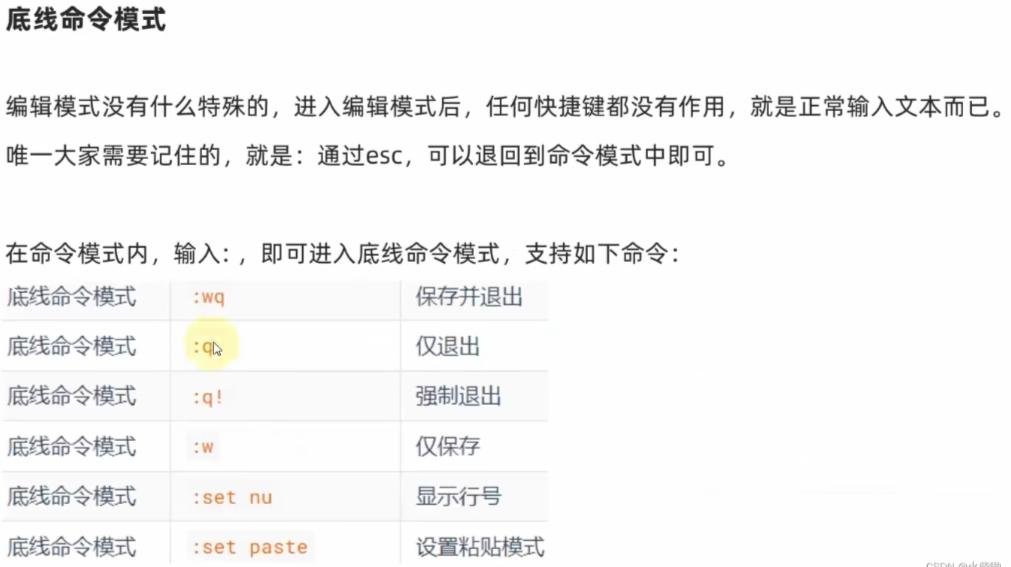 底线命令模式
编辑模式没有什么特殊的，进入编辑模式后，任何快捷键都没有作用，就是正常输入文本而已。
唯一大家需要记住的，就是：通过esc，可以退回到命令模式中即可。
在命令模式内，输入: ，即可进入底线命令模式，支持如下命令：
底线命令模式 :wq 保存并退出
底线命令模式 :q 仅退出
底线命令模式 :q! 强制退出
底线命令模式 :w 仅保存
底线命令模式 :set nu 显示行号
底线命令模式 :set paste 设置粘贴模式